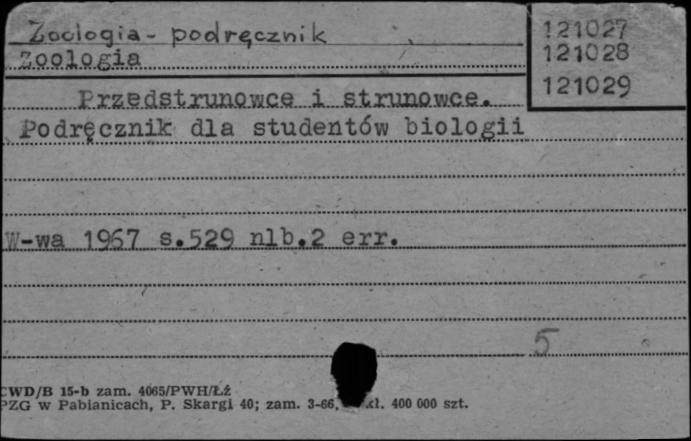 Zoologia - podręcznik
121027
zoologia
121028
121029
Przedstrunowce i strunowce.
Podręcznik dla studentów biologii
W-wa 1967 s.529 nlb.2 err.
5
CWD/B 15-b zam. 4065/PWH/Łż
PZG w Pabianicach, P. Skargi 40; zam. 3-66, kł. 400 000 szt.